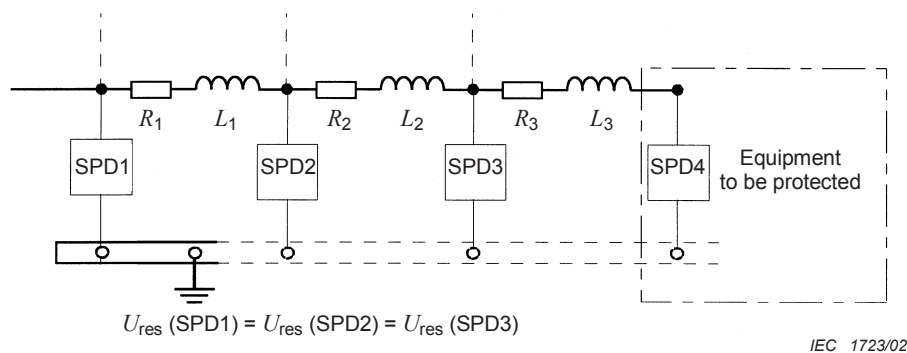 R1 L1 R2 L2 R3 L3
SPD1 SPD2 SPD3 SPD4
Equipment
to be protected
Ures (SPD1) = Ures (SPD2) = Ures (SPD3)
IEC 1723/02